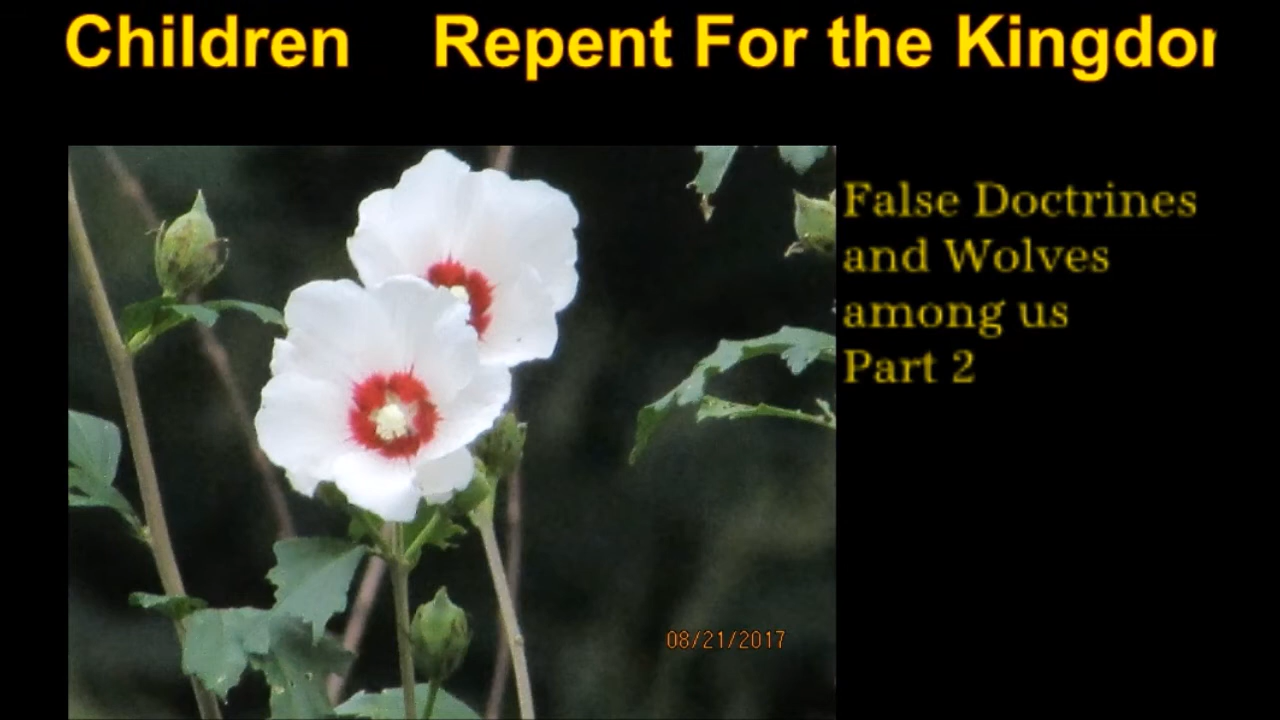 Children Repent For the Kingdo
False Doctrines
and Wolves
among us
Part 2
08/21/2017